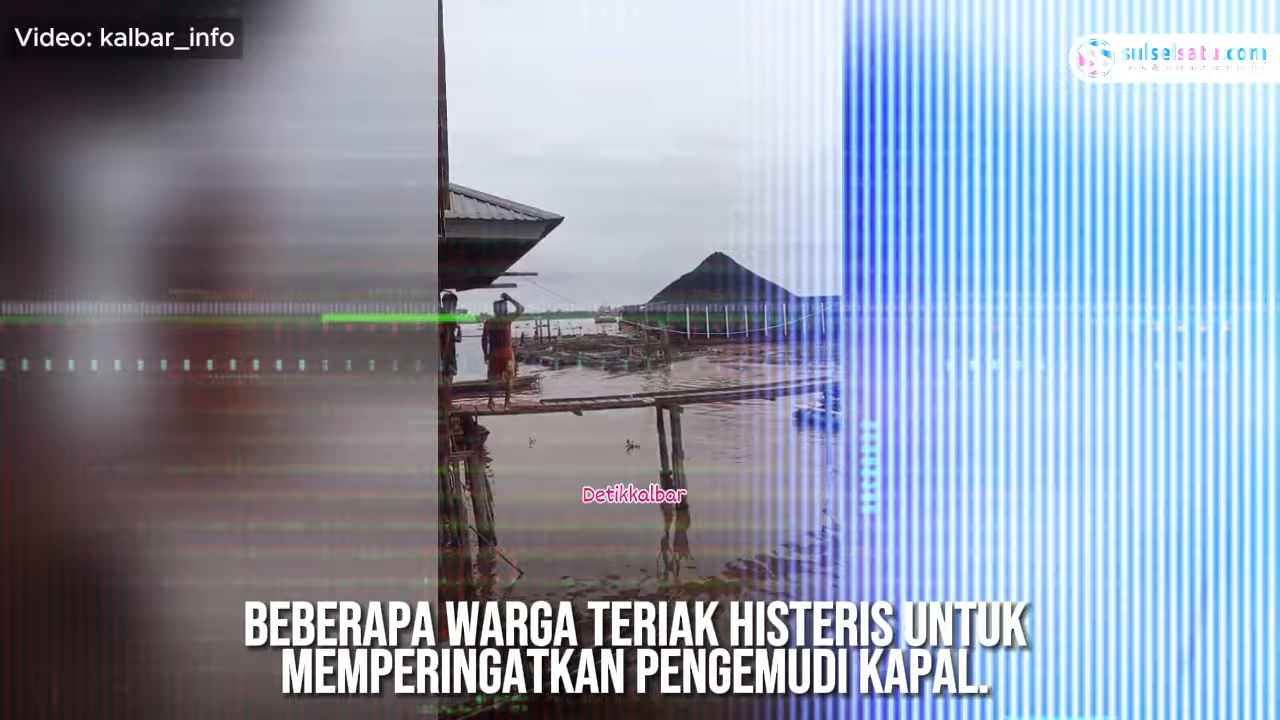 Video: kalbar_info
sulselsatu.com
Detikkalbar
BEBERAPA WARGA TERIAK HISTERIS UNTUK
MEMPERINGATKAN PENGEMUDI KAPAL.